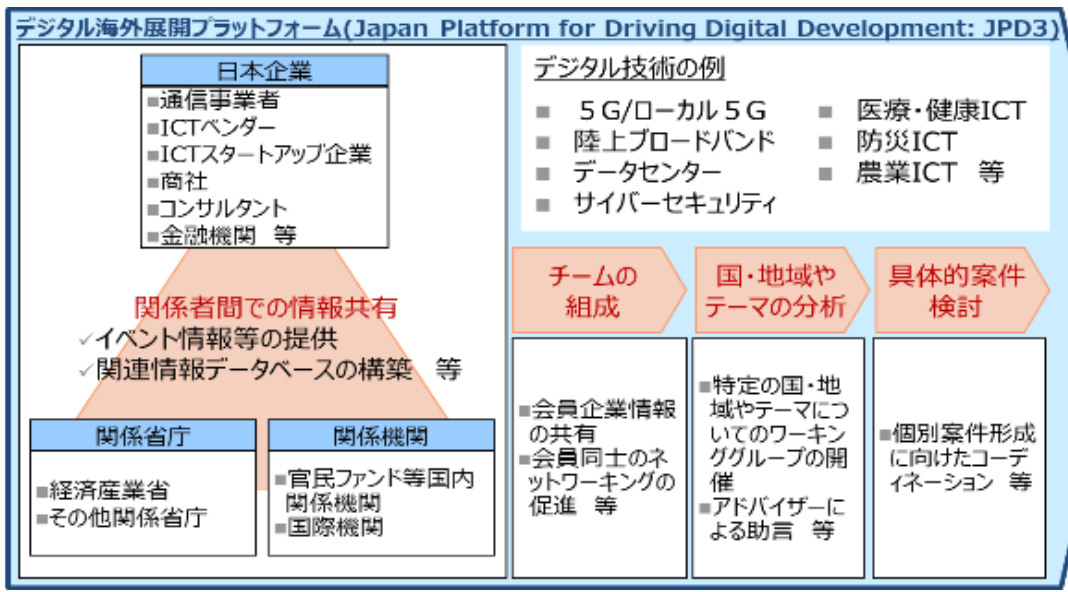 デジタル海外展開プラットフォーム(Japan Platform for Driving Digital Development: JPD3)
日本企業
■通信事業者
■ICTベンダー
■ICTスタートアップ企業
■商社
■コンサルタント
■金融機関 等
関係者間での情報共有
✓イベント情報等の提供
✓関連情報データベースの構築 等
関係省庁
■経済産業省
■その他関係省庁
関係機関
■官民ファンド等国内
関係機関
■国際機関
デジタル技術の例
■ 5G/ローカル5G
■ 陸上ブロードバンド
■ データセンター
■ サイバーセキュリティ
■ 医療・健康ICT
■ 防災ICT
■ 農業ICT 等
チームの
組成
■会員企業情報
の共有
■会員同士のネ
ットワーキングの
促進 等
国・地域や
テーマの分析
■特定の国・地
域やテーマにつ
いてのワーキン
ググループの開
催
■アドバイザーに
よる助言 等
具体的案件
検討
■個別案件形成
に向けたコーデ
ィネーション 等